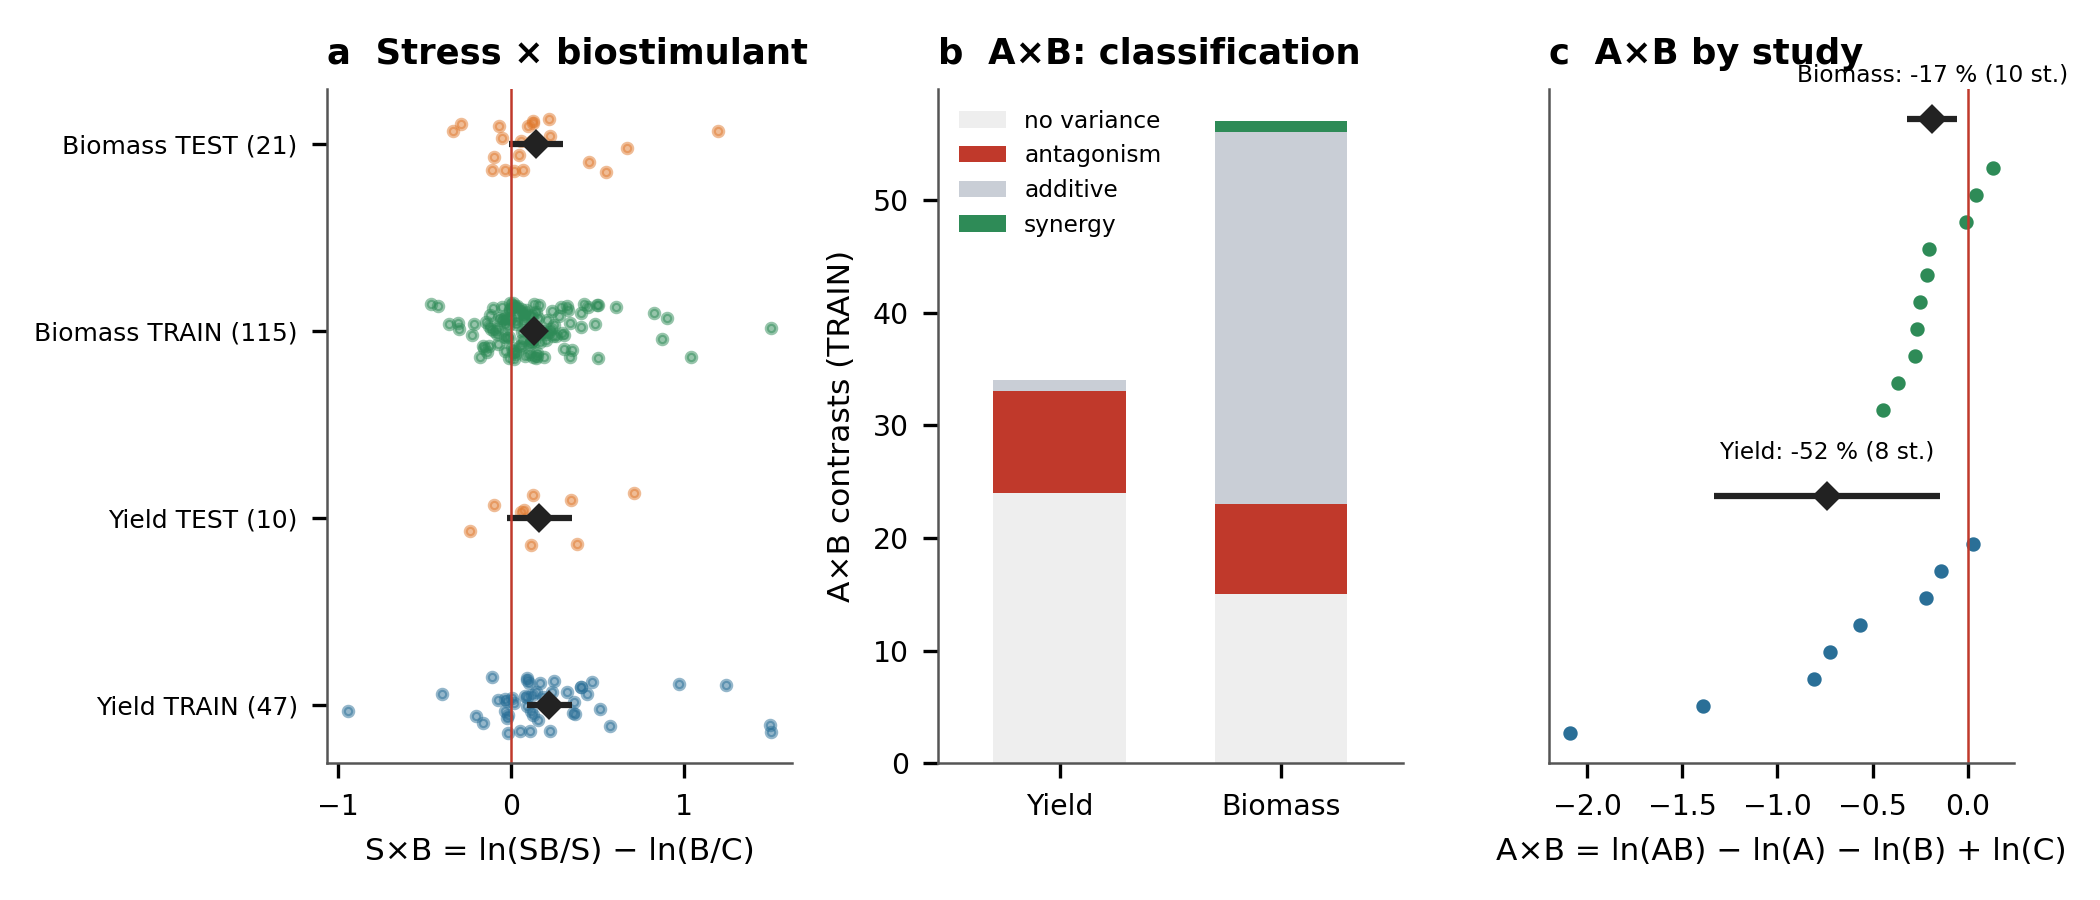 a  Stress × biostimulant
Biomass TEST (21)
Biomass TRAIN (115)
Yield TEST (10)
Yield TRAIN (47)
−1 0 1
S×B = ln(SB/S) − ln(B/C)
b  A×B: classification
no variance
antagonism
additive
synergy
A×B contrasts (TRAIN)
50
40
30
20
10
0
Yield Biomass
c  A×B by study
Biomass: -17 % (10 st.)
Yield: -52 % (8 st.)
−2.0 −1.5 −1.0 −0.5 0.0
A×B = ln(AB) − ln(A) − ln(B) + ln(C)